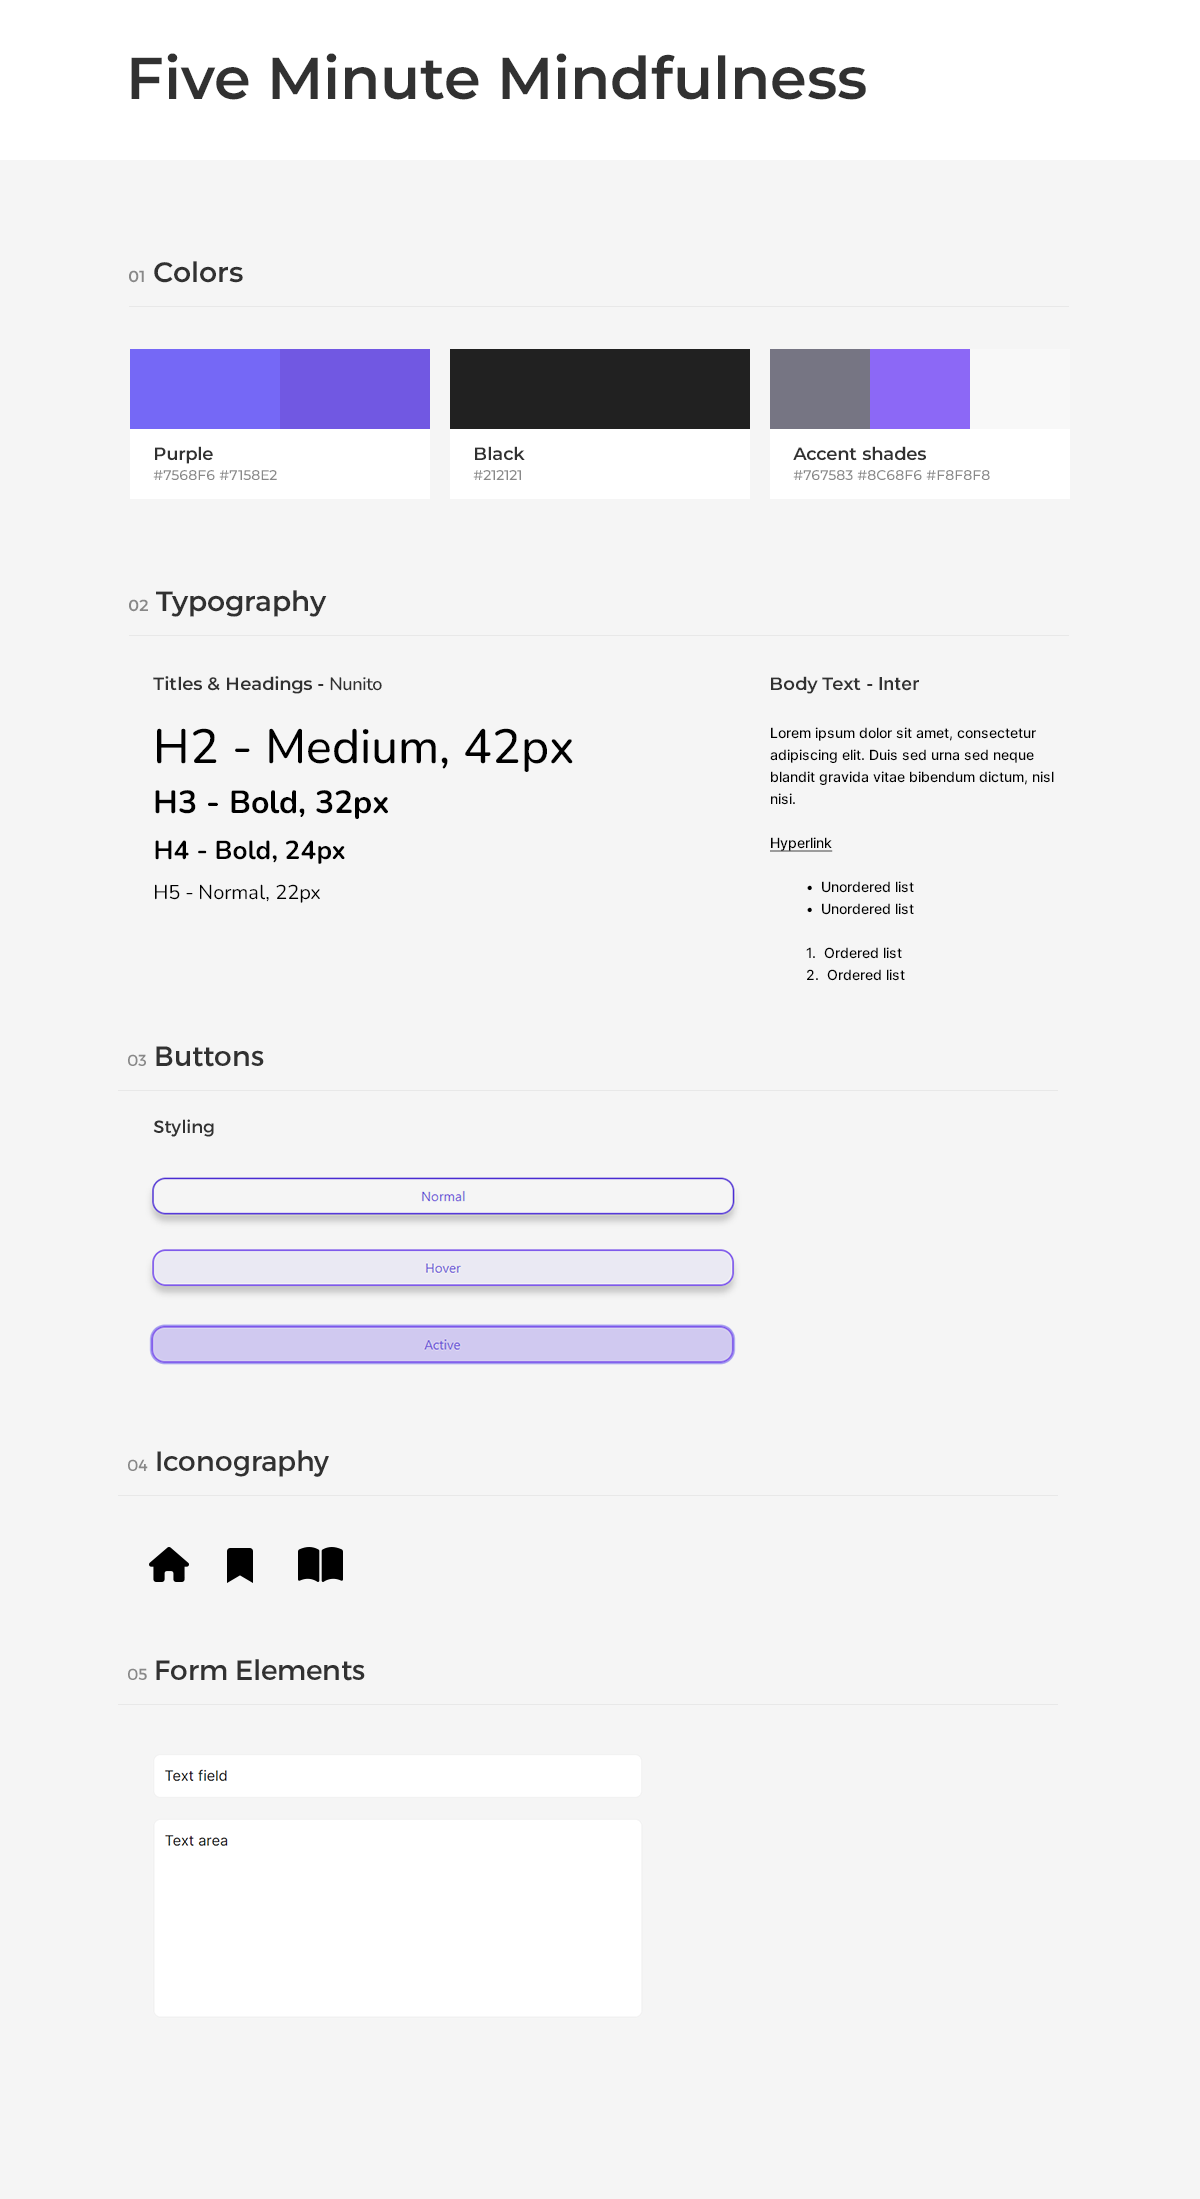 Five Minute Mindfulness
01 Colors
Purple
#7568F6 #7158E2
Black
#212121
Accent shades
#767583 #8C68F6 #F8F8F8
02 Typography
Titles & Headings - Nunito
H2 - Medium, 42px
H3 - Bold, 32px
H4 - Bold, 24px
H5 - Normal, 22px
Body Text - Inter
Lorem ipsum dolor sit amet, consectetur
adipiscing elit. Duis sed urna sed neque
blandit gravida vitae bibendum dictum, nisl
nisi.
Hyperlink
• Unordered list
• Unordered list
1. Ordered list
2. Ordered list
03 Buttons
Styling
Normal
Hover
Active
04 Iconography
05 Form Elements
Text field
Text area